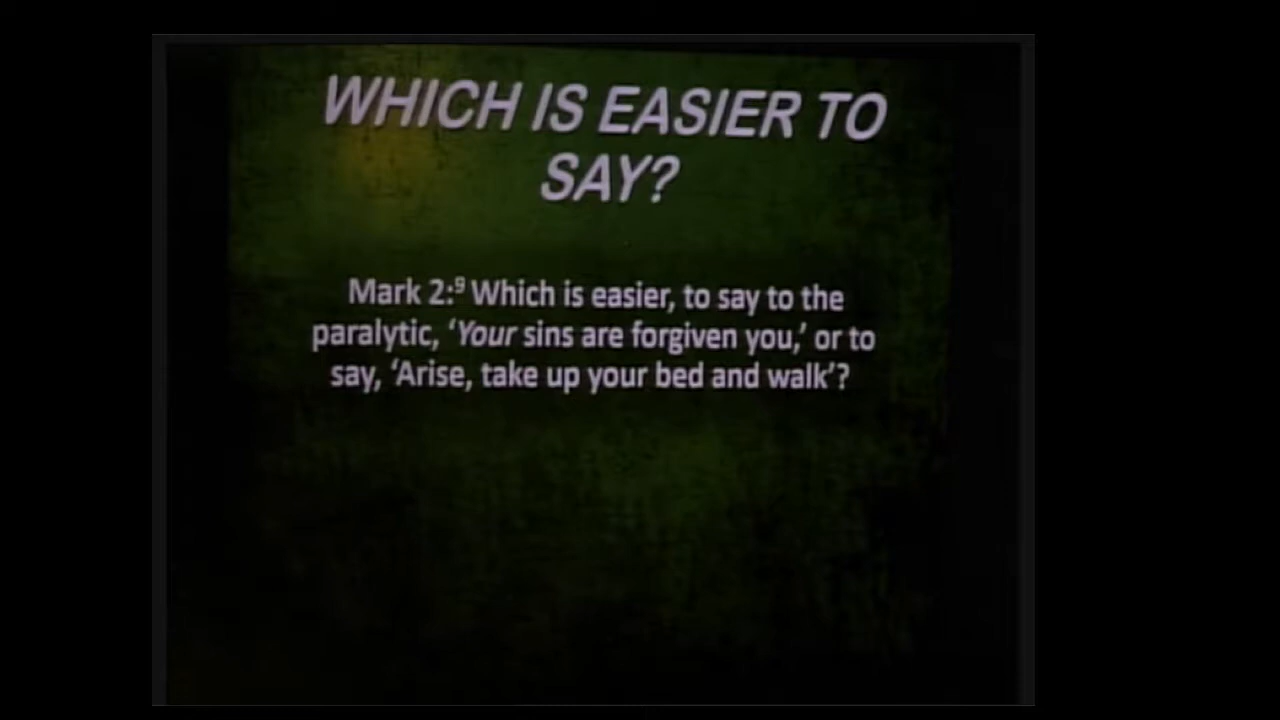 WHICH IS EASIER TO
SAY?
Mark 2:⁹ Which is easier, to say to the
paralytic, ‘Your sins are forgiven you,’ or to
say, ‘Arise, take up your bed and walk’?